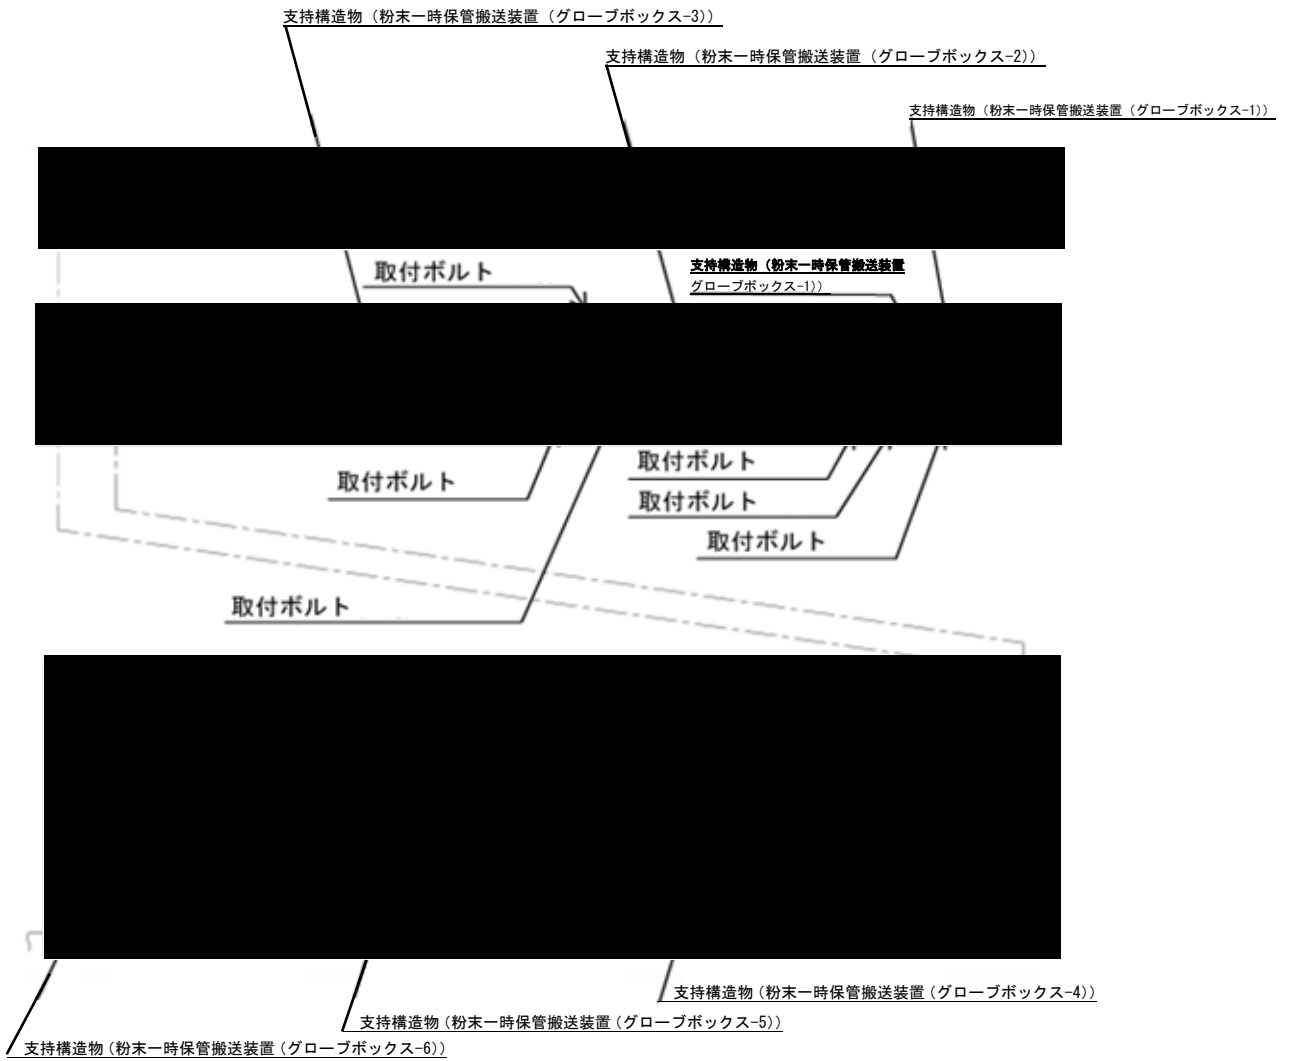 支持構造物（粉末一時保管搬送装置（グローブボックス-3））
支持構造物（粉末一時保管搬送装置（グローブボックス-2））
支持構造物（粉末一時保管搬送装置（グローブボックス-1））
取付ボルト
支持構造物（粉末一時保管搬送装置
グローブボックス-1））
取付ボルト
取付ボルト
取付ボルト
取付ボルト
取付ボルト
支持構造物（粉末一時保管搬送装置（グローブボックス-4））
支持構造物（粉末一時保管搬送装置（グローブボックス-5））
支持構造物（粉末一時保管搬送装置（グローブボックス-6））